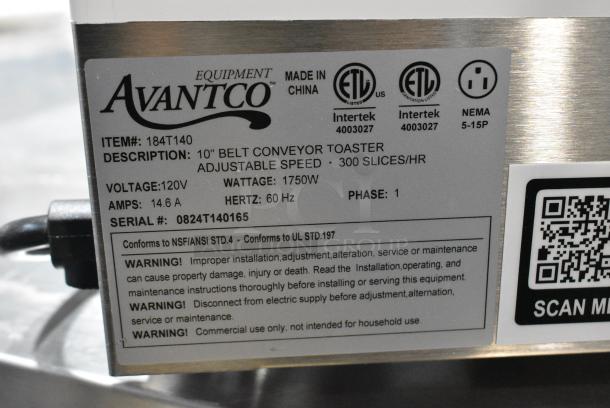 EQUIPMENT
AVANTCO™
MADE IN
CHINA
ETL
LISTED
US
Intertek
4003027
ETL
Intertek
4003027
NEMA
5-15P
ITEM#: 184T140
DESCRIPTION: 10" BELT CONVEYOR TOASTER
ADJUSTABLE SPEED · 300 SLICES/HR
VOLTAGE:120V WATTAGE: 1750W
AMPS: 14.6 A HERTZ: 60 Hz PHASE: 1
SERIAL #: 0824T140165
Conforms to NSF/ANSI STD.4 - Conforms to UL STD.197
WARNING! Improper installation,adjustment,alteration, service or maintenance
can cause property damage, injury or death. Read the Installation,operating, and
maintenance instructions thoroughly before installing or serving this equipment.
WARNING! Disconnect from electric supply before adjustment,alternation,
service or maintenance.
WARNING! Commercial use only, not intended for household use.
SCAN